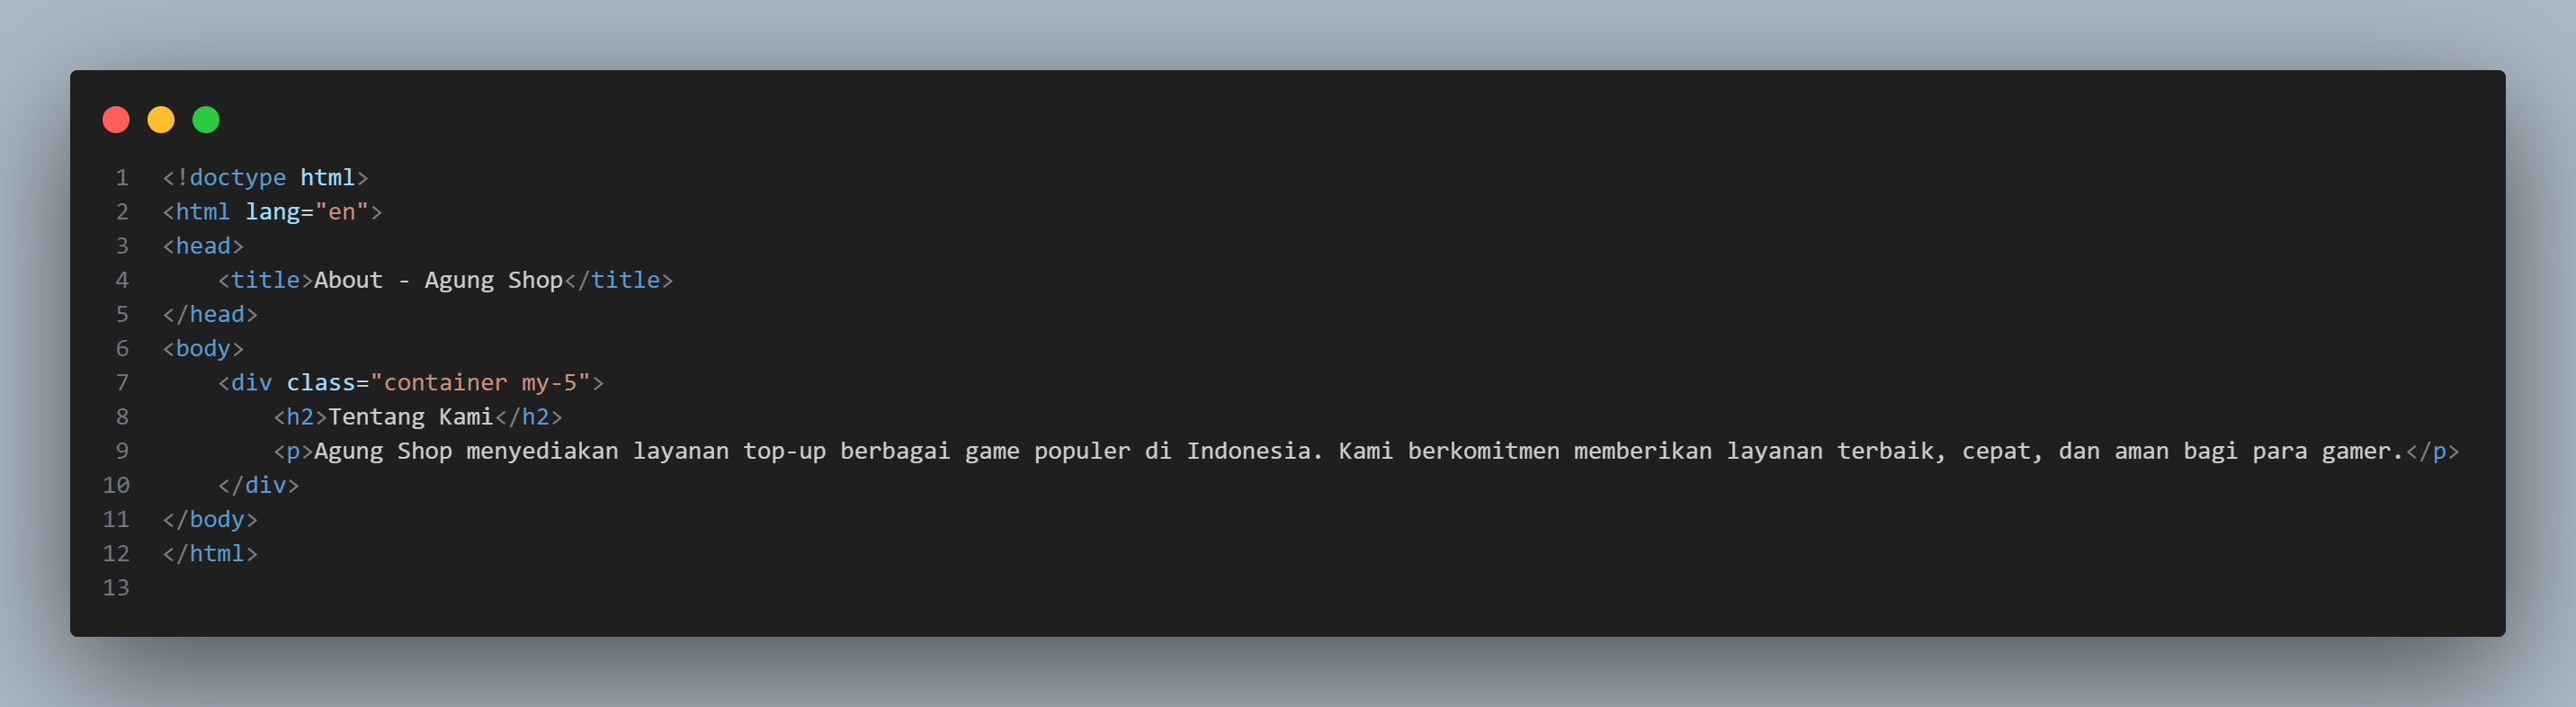 1 <!doctype html>
2 <html lang="en">
3 <head>
4     <title>About - Agung Shop</title>
5 </head>
6 <body>
7     <div class="container my-5">
8         <h2>Tentang Kami</h2>
9         <p>Agung Shop menyediakan layanan top-up berbagai game populer di Indonesia. Kami berkomitmen memberikan layanan terbaik, cepat, dan aman bagi para gamer.</p>
10     </div>
11 </body>
12 </html>
13